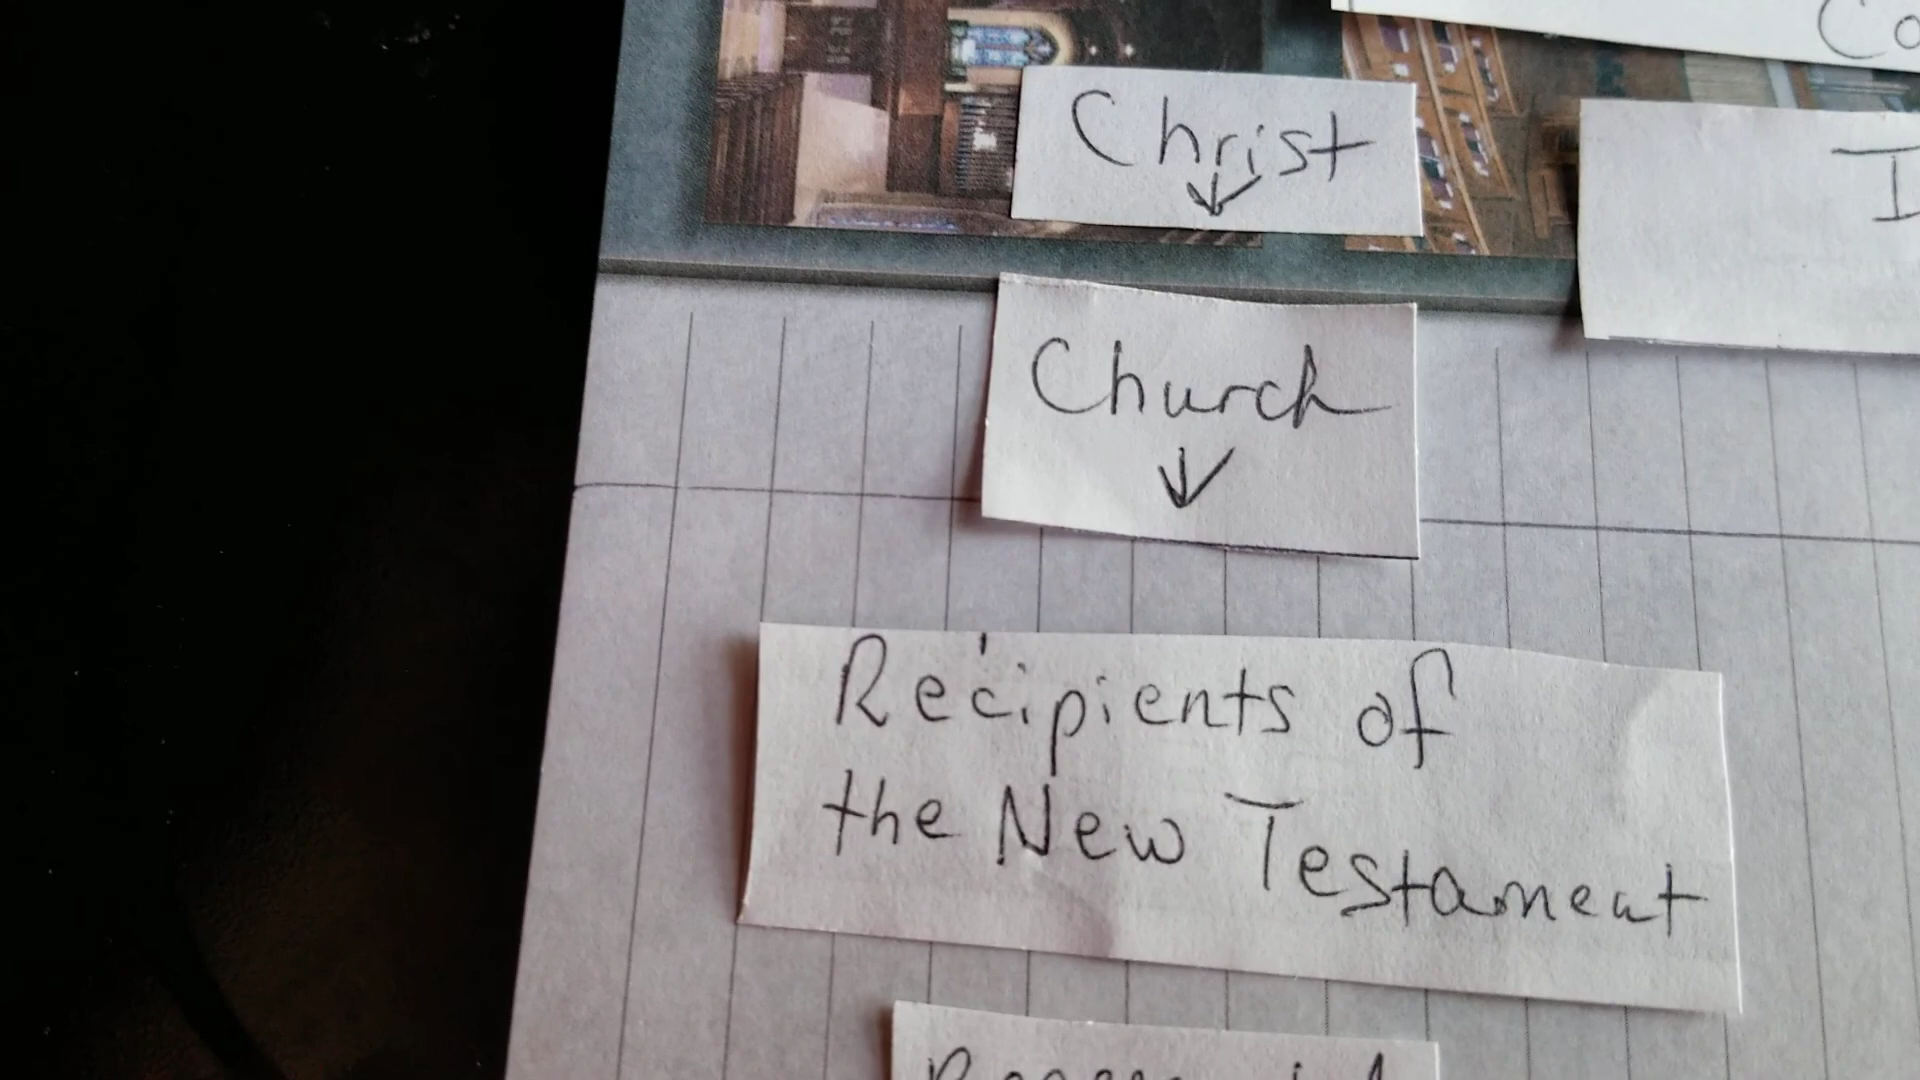 Christ
↓
Church
↓
Recipients of
the New Testament